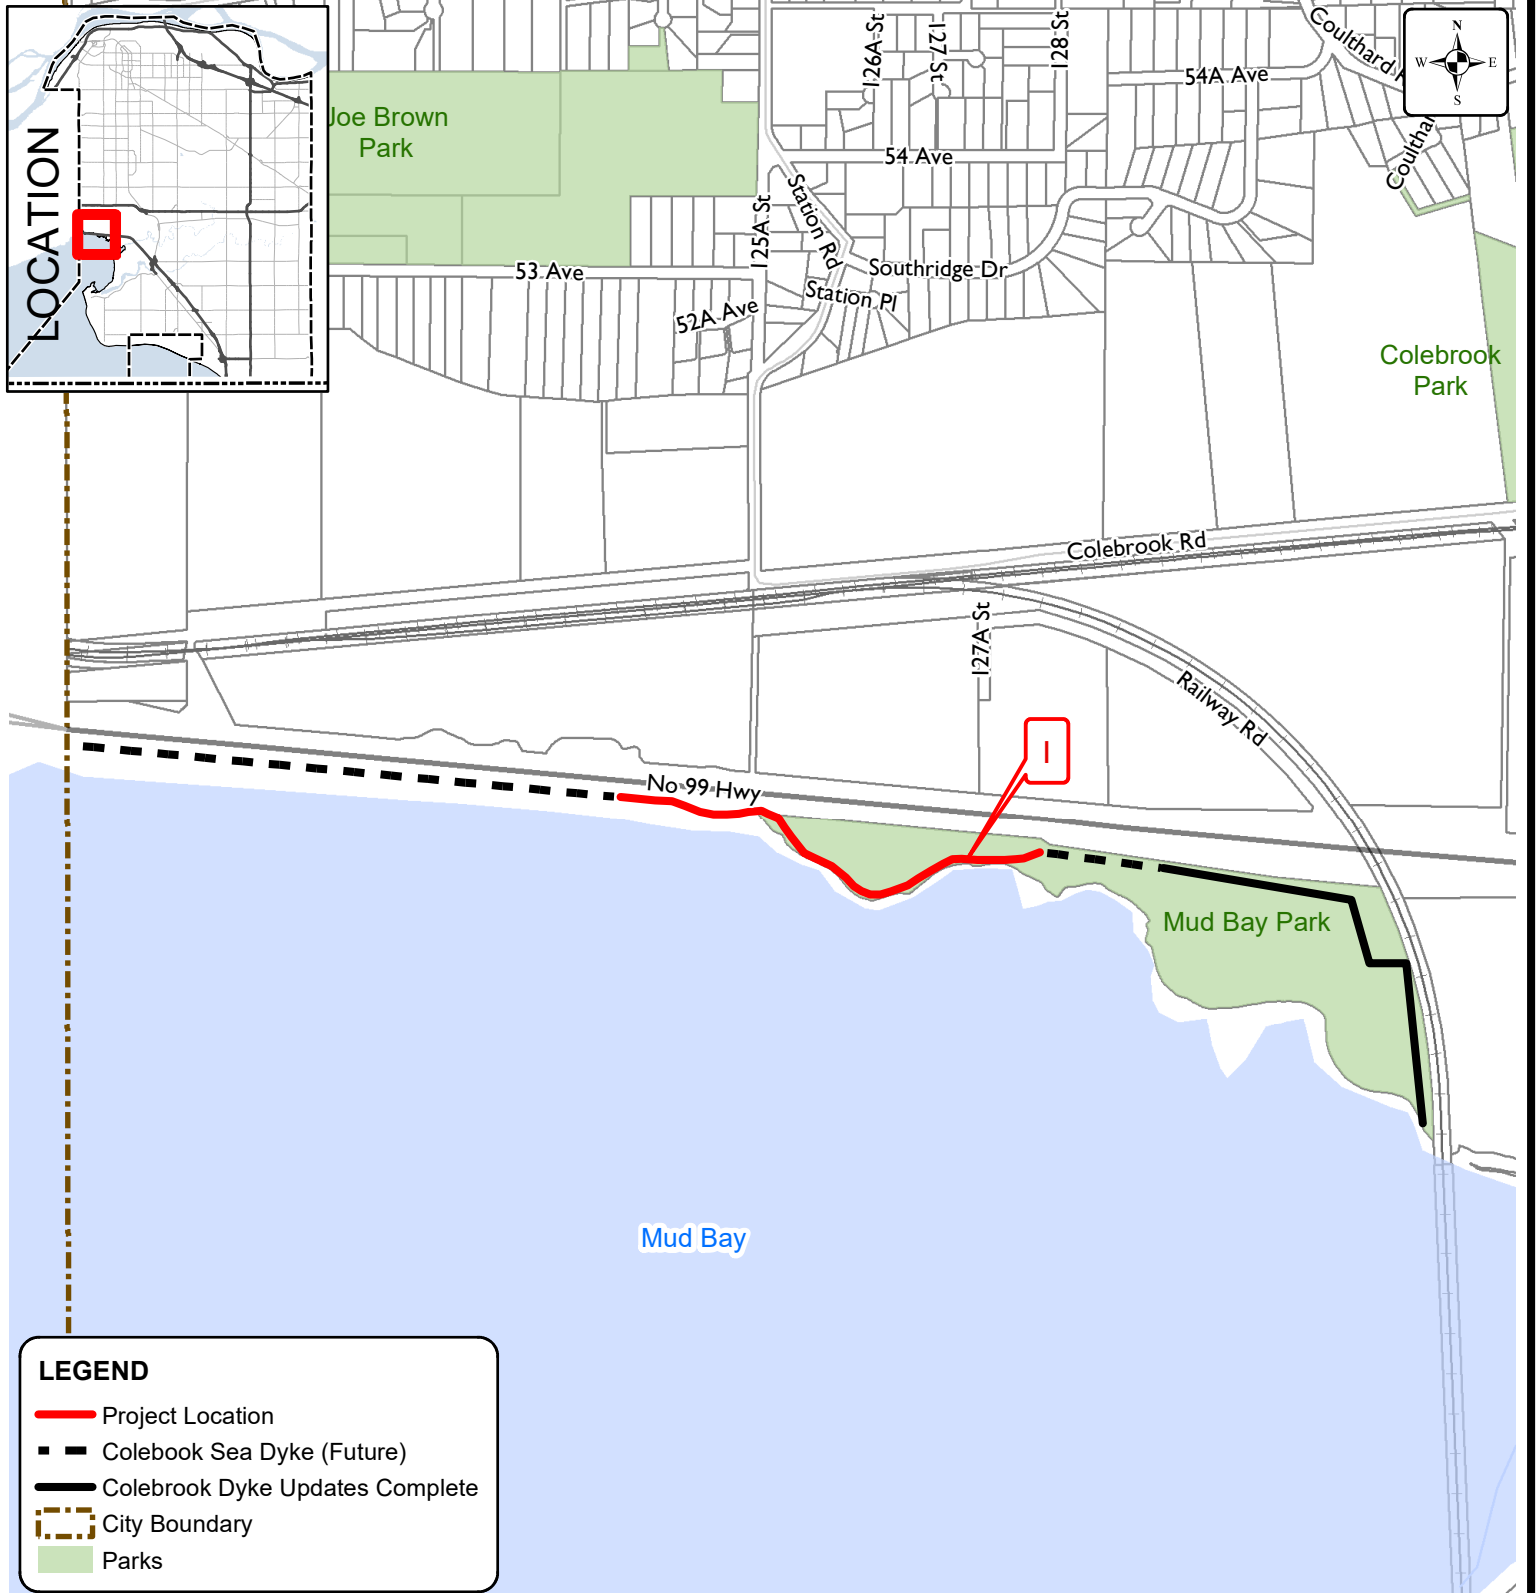 LOCATION
N
W E
S
126A St
127 St
128 St
Coulthard
54A Ave
Joe Brown
Park
54 Ave
Station Rd
125A St
53 Ave
Southridge Dr
Station Pl
52A Ave
Colebrook
Park
Colebrook Rd
127A St
Railway Rd
1
No 99 Hwy
Mud Bay Park
Mud Bay
LEGEND
Project Location
Colebook Sea Dyke (Future)
Colebrook Dyke Updates Complete
City Boundary
Parks